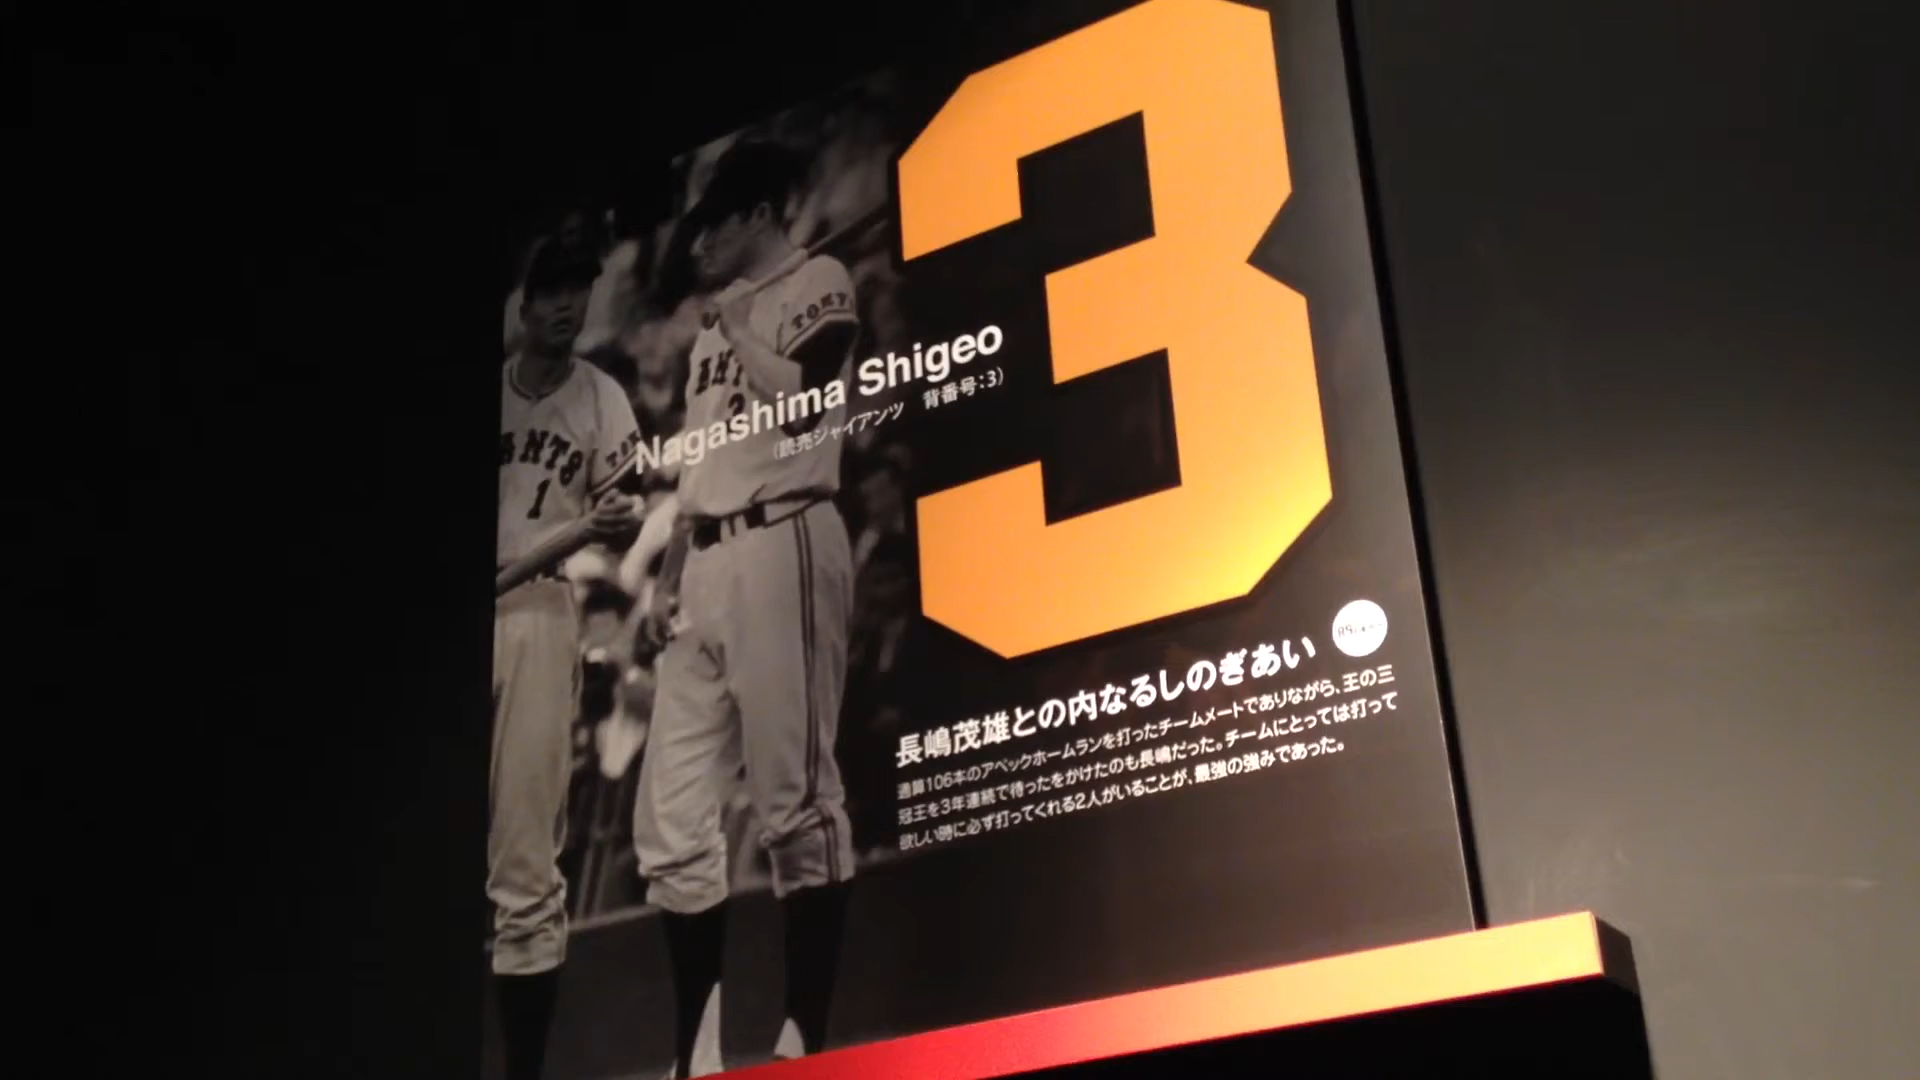 3
TOKY
ANTS
1
Nagashima Shigeo
(読売ジャイアンツ 背番号:3)
長嶋茂雄との内なるしのぎあい
通算106本のアベックホームランを打ったチームメートでありながら、王の三
冠王を3年連続で待ったをかけたのも長嶋だった。チームにとっては打って
欲しい時に必ず打ってくれる2人がいることが、最強の強みであった。